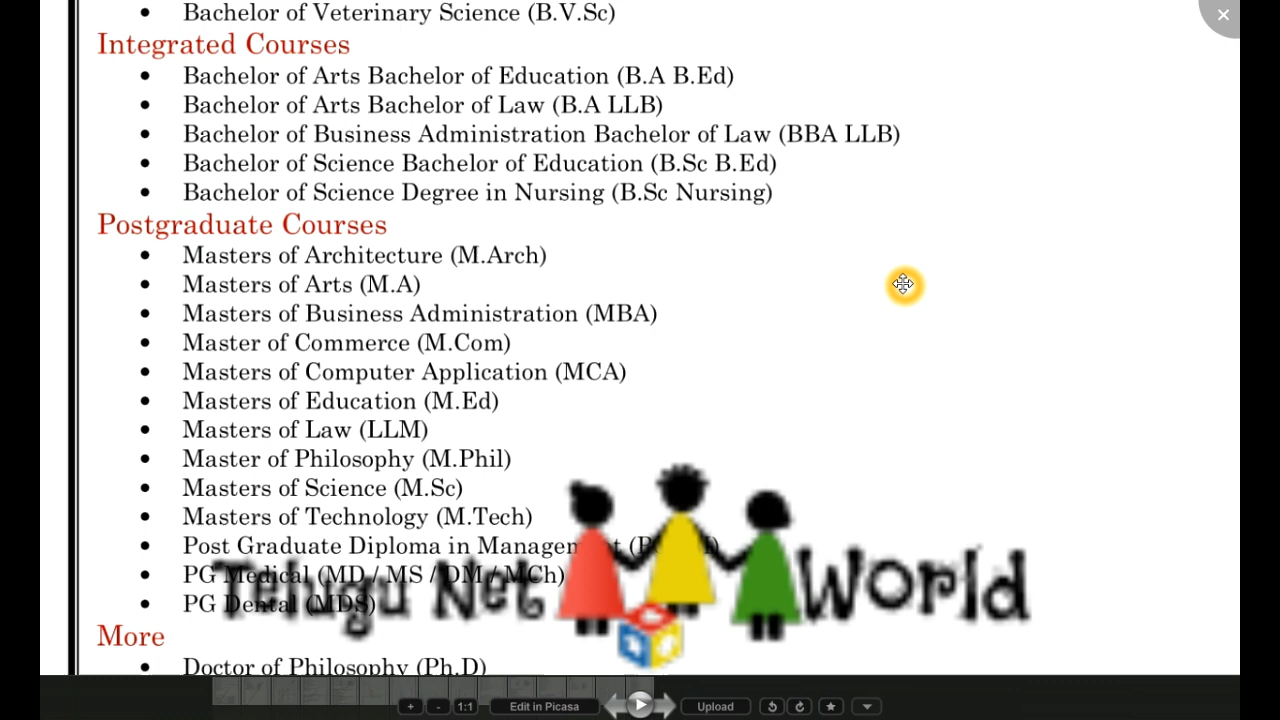 • Bachelor of Veterinary Science (B.V.Sc)
Integrated Courses
• Bachelor of Arts Bachelor of Education (B.A B.Ed)
• Bachelor of Arts Bachelor of Law (B.A LLB)
• Bachelor of Business Administration Bachelor of Law (BBA LLB)
• Bachelor of Science Bachelor of Education (B.Sc B.Ed)
• Bachelor of Science Degree in Nursing (B.Sc Nursing)
Postgraduate Courses
• Masters of Architecture (M.Arch)
• Masters of Arts (M.A)
• Masters of Business Administration (MBA)
• Master of Commerce (M.Com)
• Masters of Computer Application (MCA)
• Masters of Education (M.Ed)
• Masters of Law (LLM)
• Master of Philosophy (M.Phil)
• Masters of Science (M.Sc)
• Masters of Technology (M.Tech)
• Post Graduate Diploma in Management
• PG Medical (MD / MS / DM / MCh)
• PG Dental (MDS)
Telugu Net World
More
• Doctor of Philosophy (Ph.D)
+ - 1:1 Edit in Picasa Upload